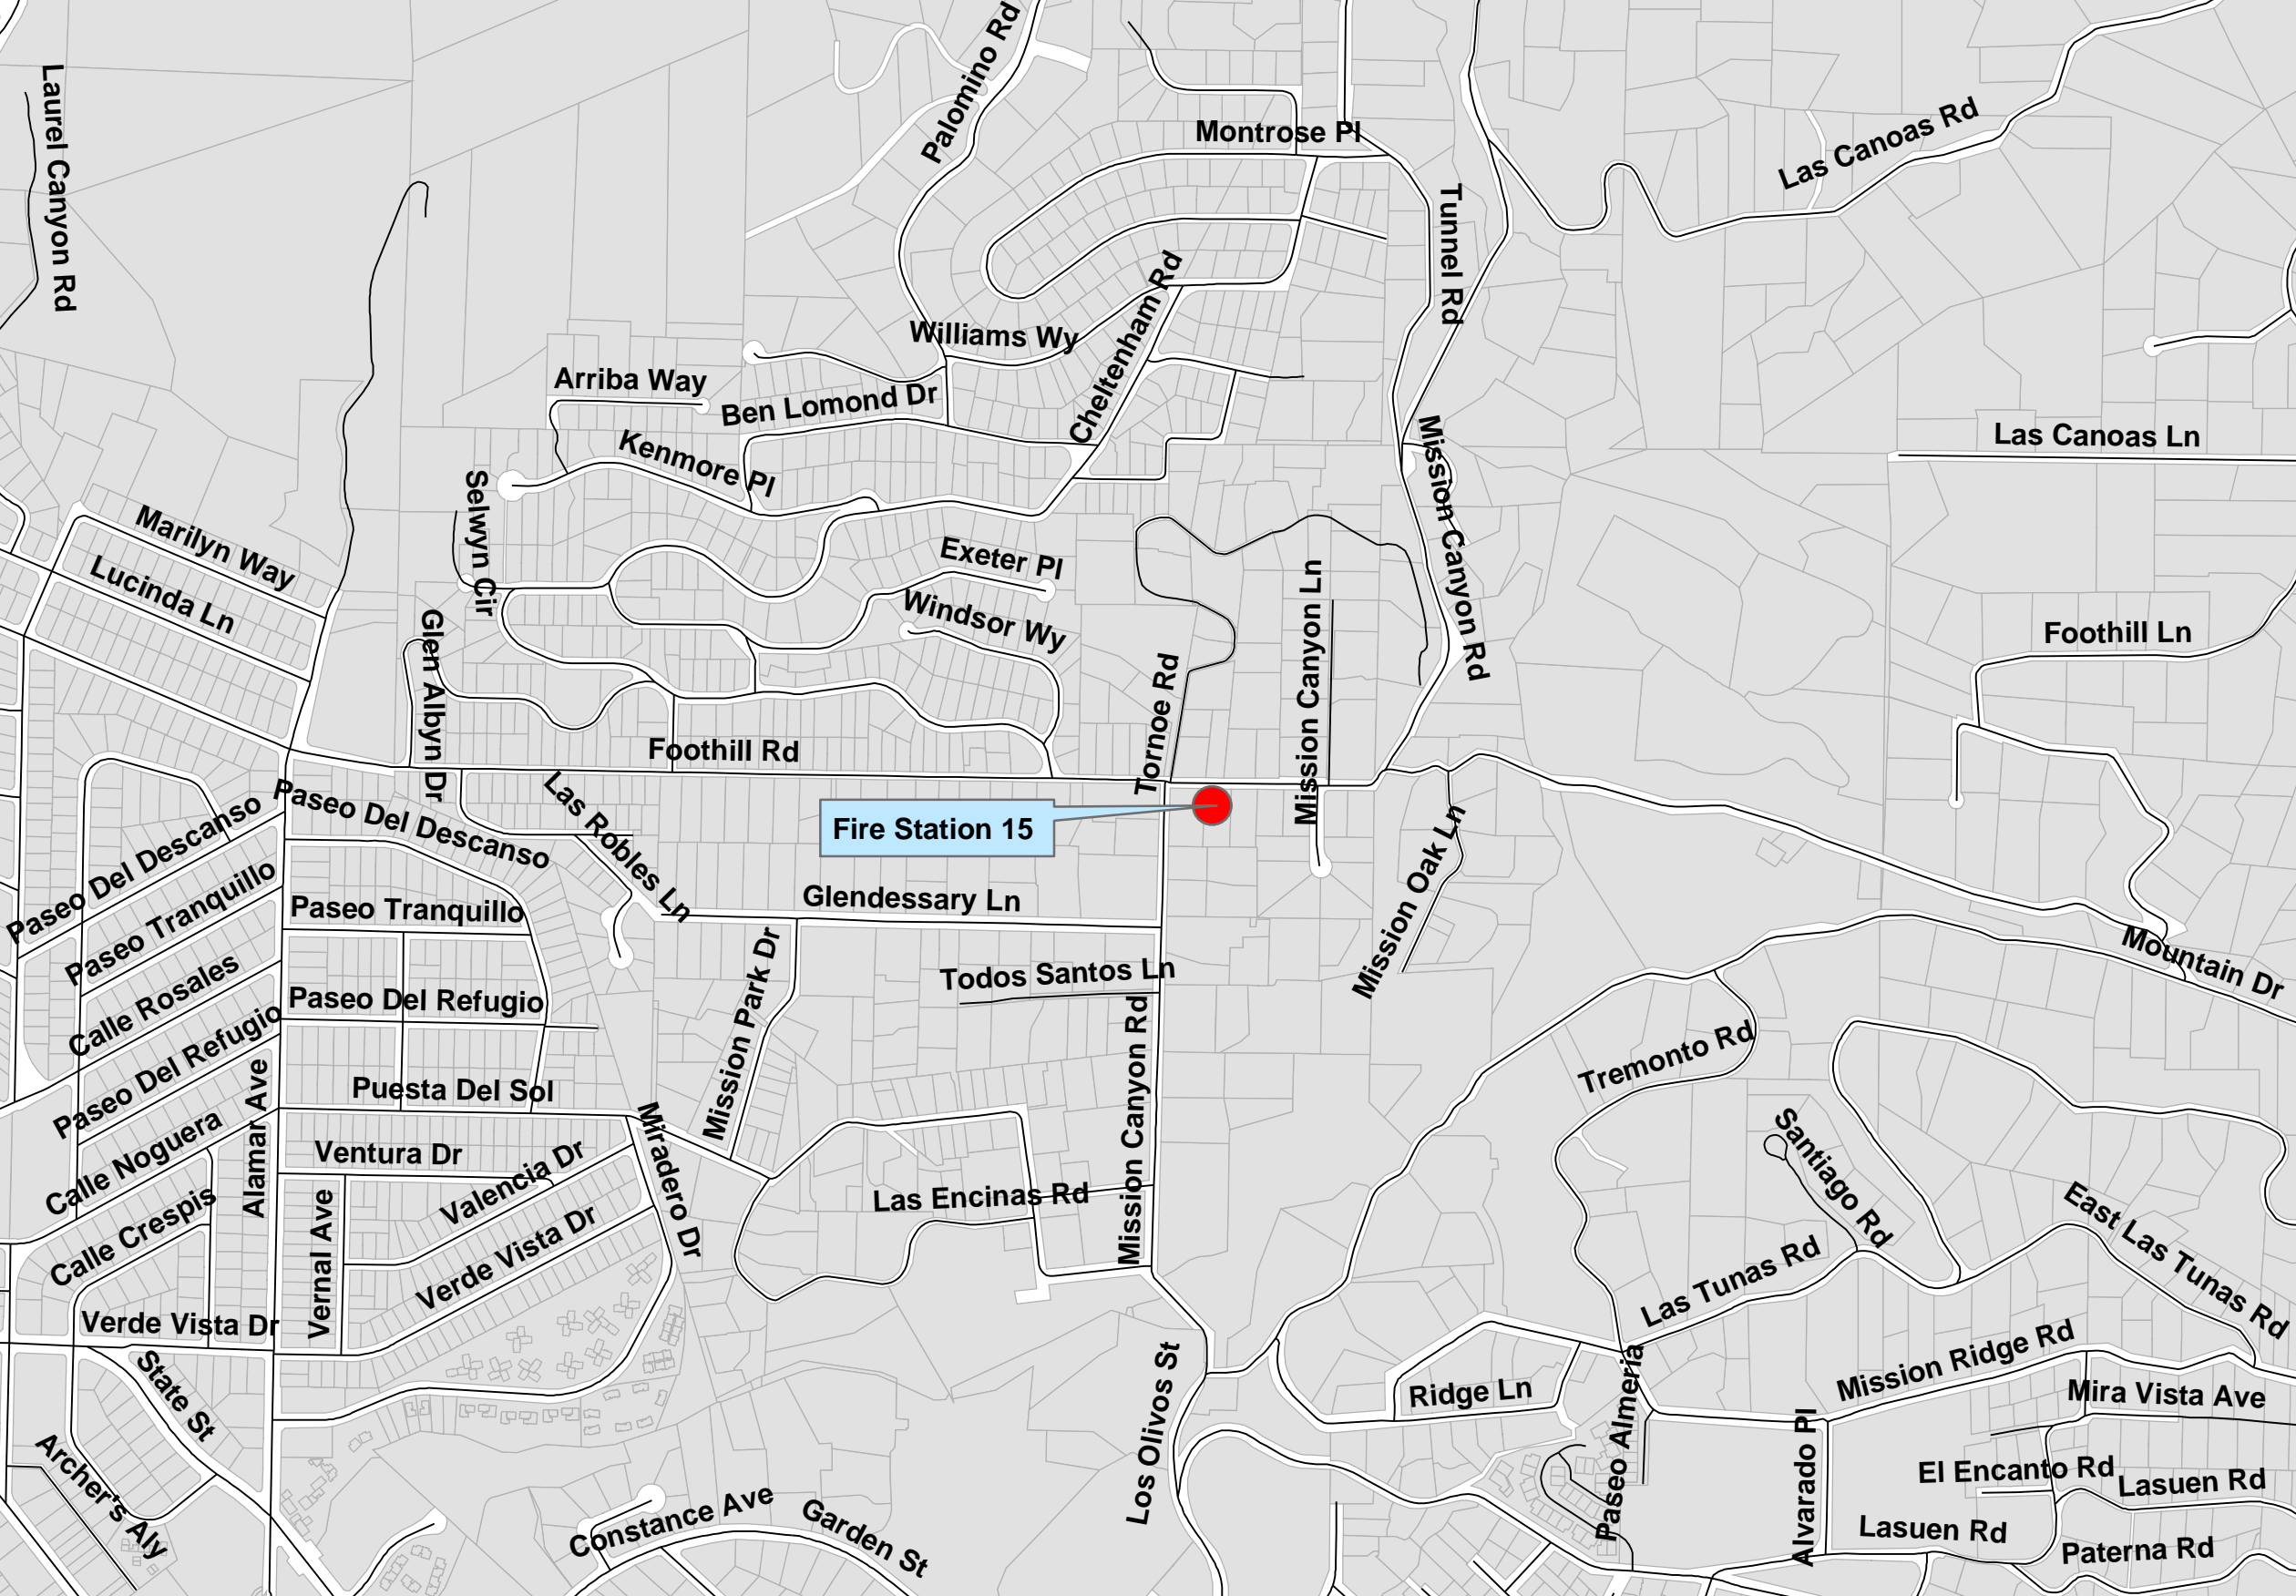 Palomino Rd
Laurel Canyon Rd
Montrose Pl
Las Canoas Rd
Tunnel Rd
Williams Wy
Cheltenham Rd
Arriba Way
Ben Lomond Dr
Kenmore Pl
Las Canoas Ln
Mission Canyon Rd
Selwyn Cir
Marilyn Way
Lucinda Ln
Exeter Pl
Windsor Wy
Glen Albyn Dr
Foothill Ln
Tornoe Rd
Mission Canyon Ln
Foothill Rd
Las Robles Ln
Paseo Del Descanso
Paseo Del Descanso
Fire Station 15
Mission Oak Ln
Paseo Tranquillo
Paseo Tranquillo
Glendessary Ln
Mission Park Dr
Todos Santos Ln
Mountain Dr
Calle Rosales
Paseo Del Refugio
Paseo Del Refugio
Mission Canyon Rd
Tremonto Rd
Puesta Del Sol
Alamar Ave
Calle Noguera
Ventura Dr
Valencia Dr
Miradero Dr
Santiago Rd
Las Encinas Rd
Calle Crespis
Vernal Ave
Verde Vista Dr
East Las Tunas Rd
Las Tunas Rd
Verde Vista Dr
State St
Los Olivos St
Ridge Ln
Paseo Almeria
Mission Ridge Rd
Mira Vista Ave
Alvarado Pl
Archer's Aly
El Encanto Rd
Lasuen Rd
Constance Ave
Garden St
Lasuen Rd
Paterna Rd